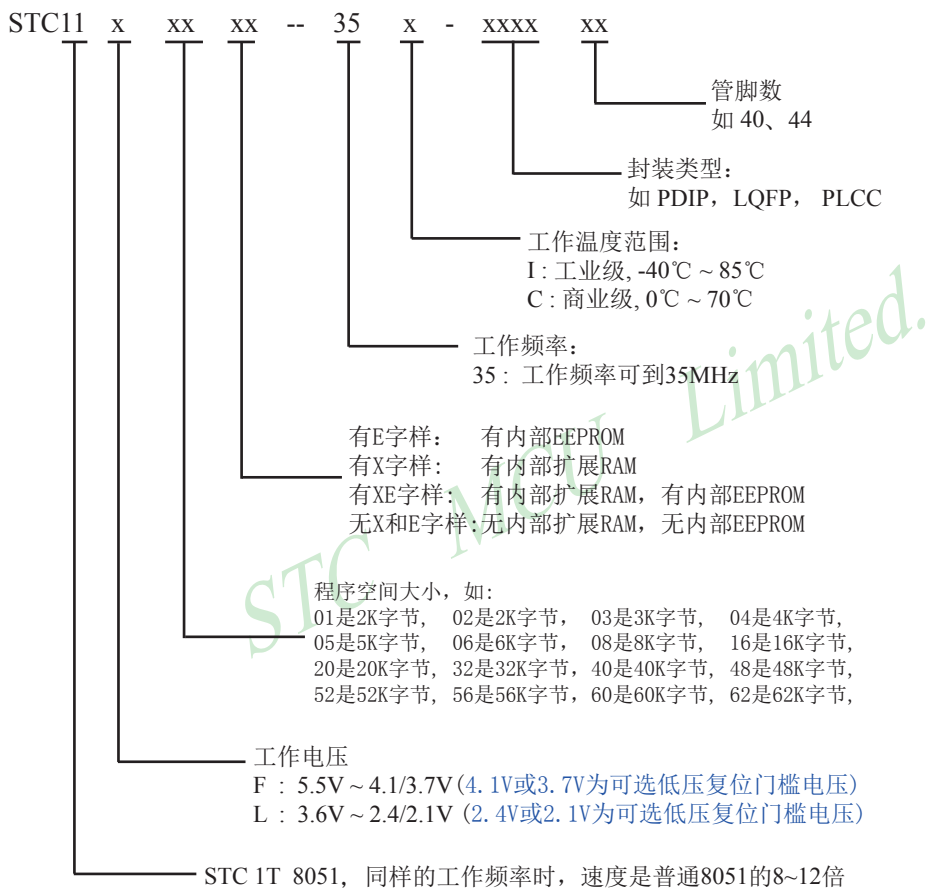 STC11 x xx xx -- 35 x - xxxx xx
管脚数
如 40、44
封装类型：
如 PDIP，LQFP， PLCC
工作温度范围：
I : 工业级, -40℃ ~ 85℃
C : 商业级, 0℃ ~ 70℃
工作频率：
35 : 工作频率可到35MHz
有E字样： 有内部EEPROM
有X字样： 有内部扩展RAM
有XE字样： 有内部扩展RAM，有内部EEPROM
无X和E字样：无内部扩展RAM，无内部EEPROM
程序空间大小，如：
01是2K字节, 02是2K字节， 03是3K字节, 04是4K字节,
05是5K字节, 06是6K字节， 08是8K字节, 16是16K字节,
20是20K字节, 32是32K字节，40是40K字节, 48是48K字节,
52是52K字节, 56是56K字节，60是60K字节, 62是62K字节,
工作电压
F : 5.5V ~ 4.1/3.7V(4.1V或3.7V为可选低压复位门槛电压)
L : 3.6V ~ 2.4/2.1V (2.4V或2.1V为可选低压复位门槛电压)
STC 1T 8051, 同样的工作频率时，速度是普通8051的8~12倍
STC MCU Limited.